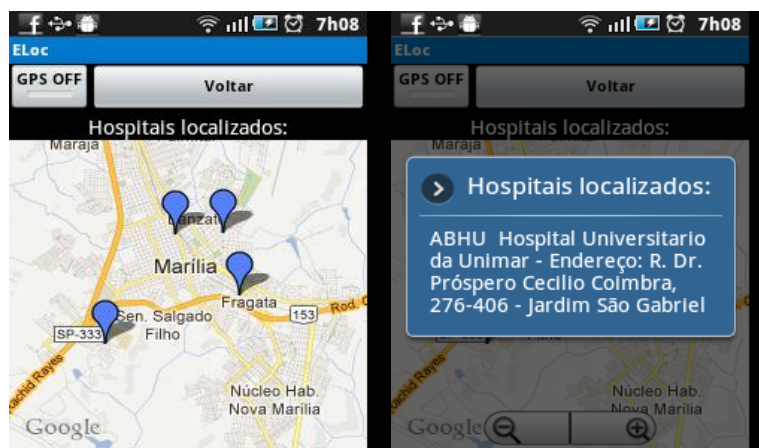 7h08
ELoc
GPS OFF
Voltar
Hospitais localizados:
Maraja
Marília
Fragata
Sen. Salgado
Filho
153
Rod.
SP-333
Núcleo Hab.
Nova Marília
Google
7h08
ELoc
GPS OFF
Voltar
Hospitais localizados:
Maraja
Hospitais localizados:
ABHU Hospital Universitario
da Unimar - Endereço: R. Dr.
Próspero Cecilio Coimbra,
276-406 - Jardim São Gabriel
Filho
Núcleo Hab.
Nova Marília
Google